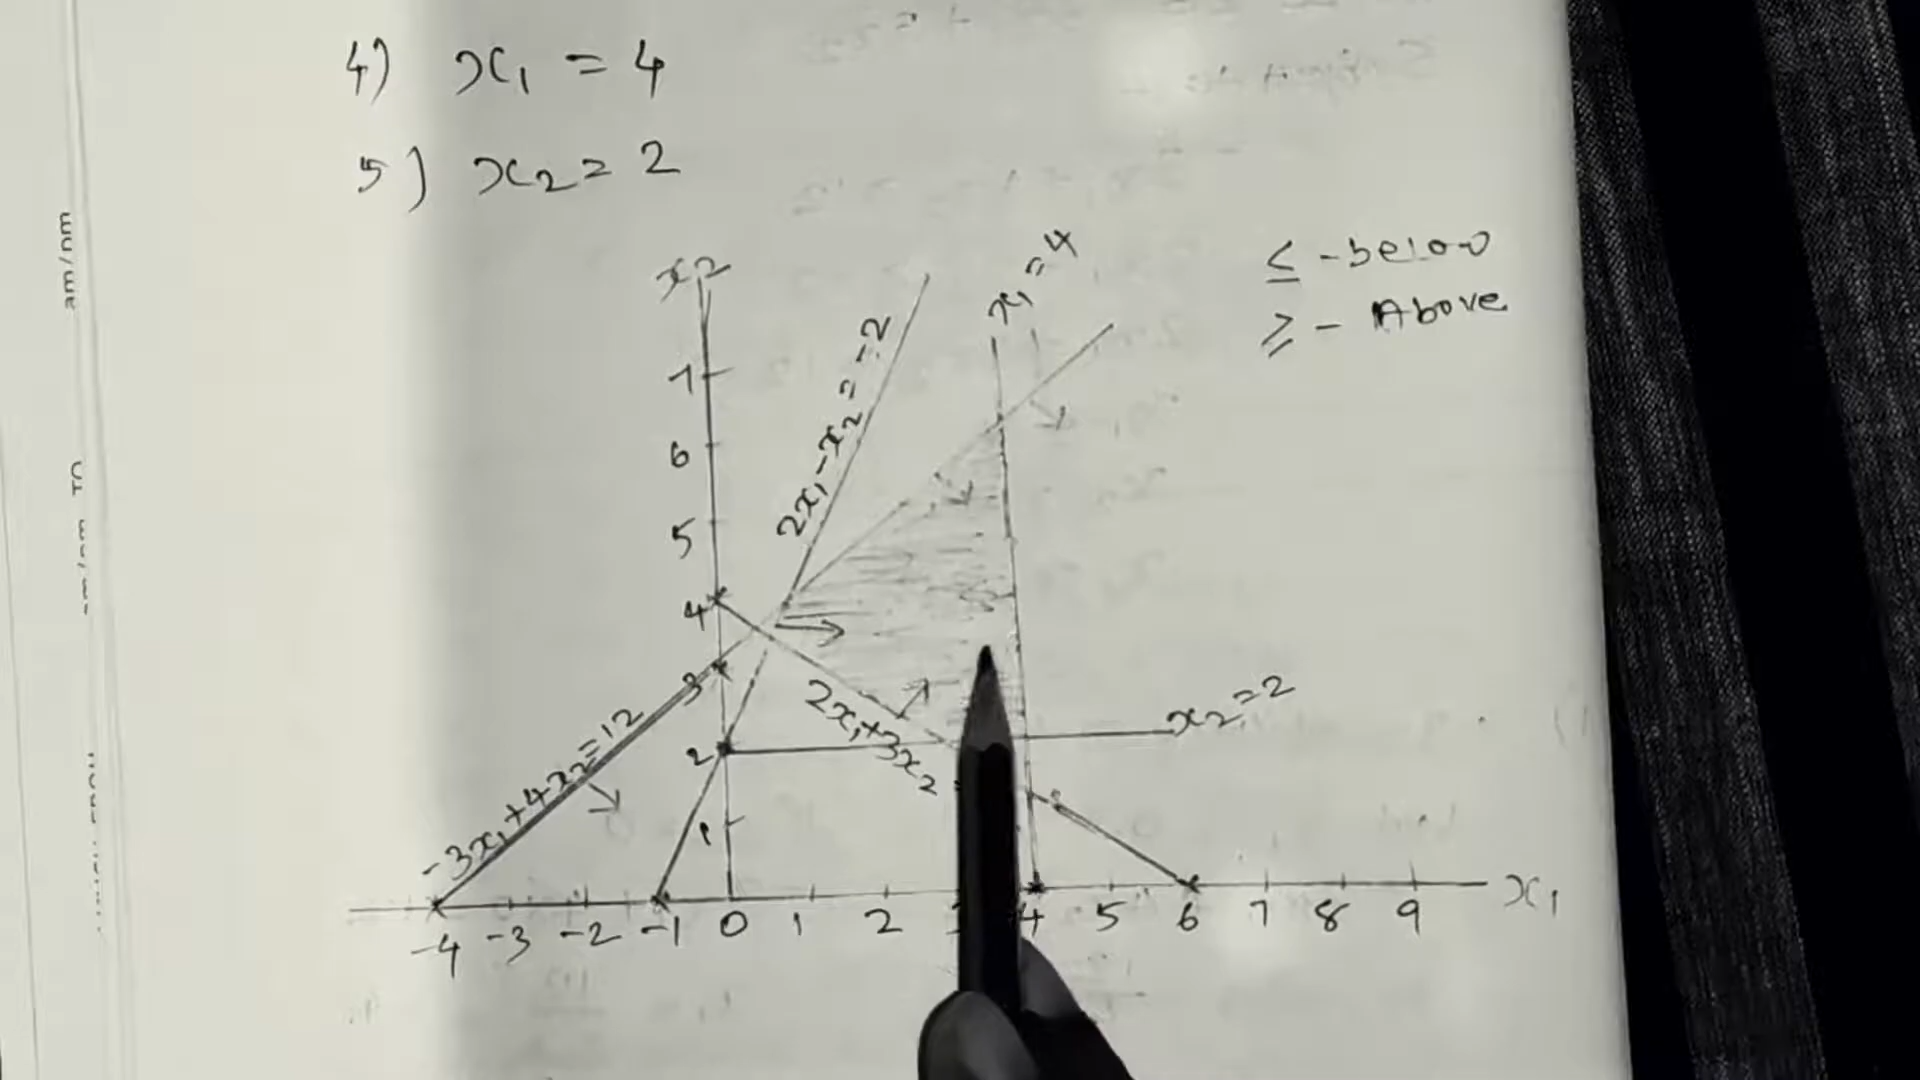 4) x₁ = 4
5) x₂ = 2
≤ - below
≥ - Above
x₂
x₁ = 4
2x₁ - x₂ = -2
7
6
5
4
3
2
1
-3x₁ + 4x₂ = 12
2x₁ + 3x₂
x₂ = 2
-4 -3 -2 -1 0 1 2 4 5 6 7 8 9 x₁